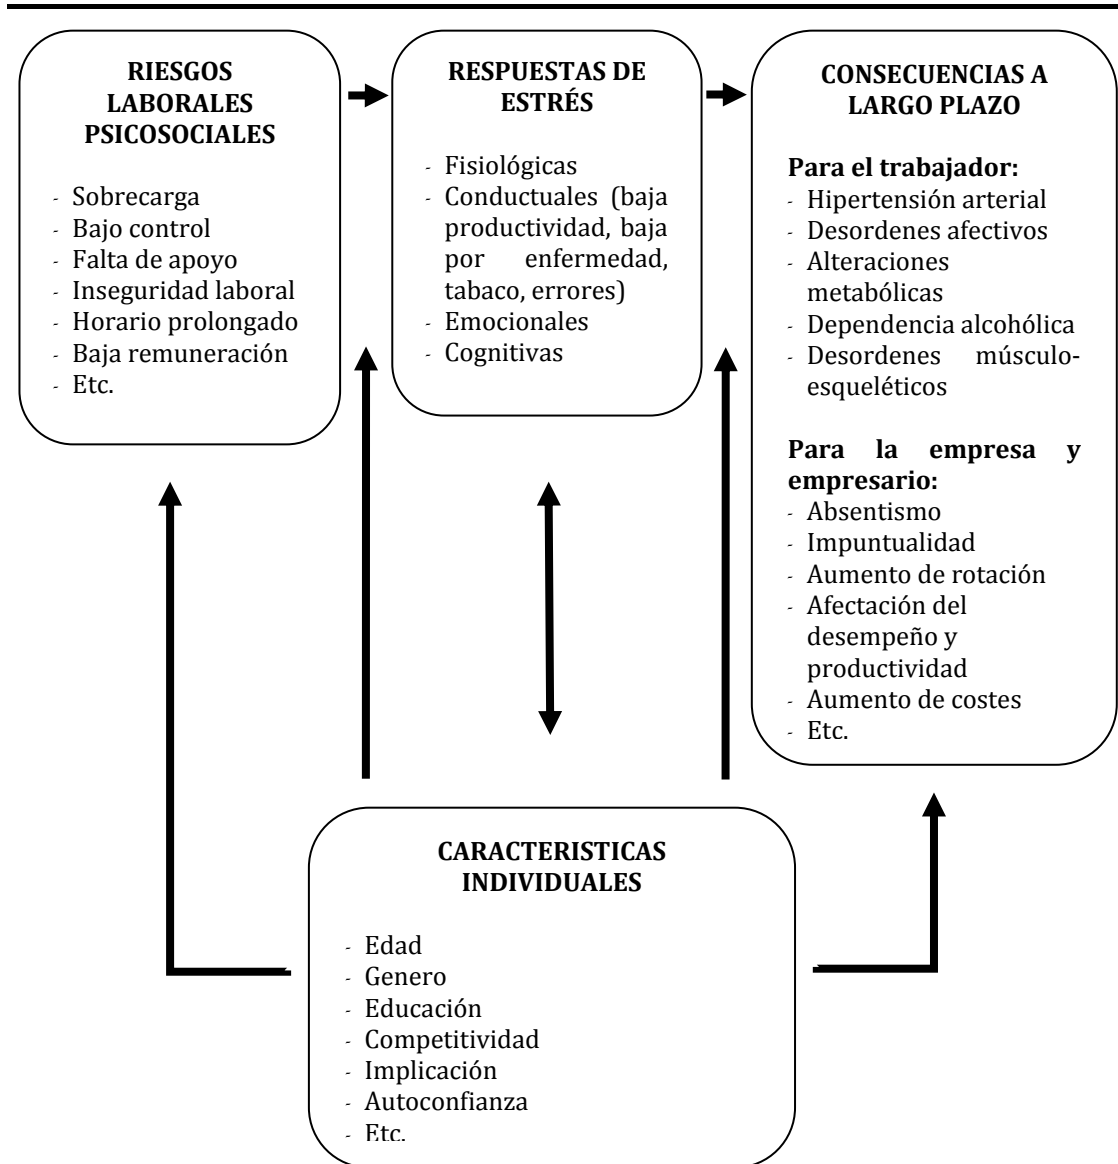 RIESGOS
LABORALES
PSICOSOCIALES
- Sobrecarga
- Bajo control
- Falta de apoyo
- Inseguridad laboral
- Horario prolongado
- Baja remuneración
- Etc.
RESPUESTAS DE
ESTRÉS
- Fisiológicas
- Conductuales (baja
productividad, baja
por enfermedad,
tabaco, errores)
- Emocionales
- Cognitivas
CONSECUENCIAS A
LARGO PLAZO
Para el trabajador:
- Hipertensión arterial
- Desordenes afectivos
- Alteraciones
metabólicas
- Dependencia alcohólica
- Desordenes músculo-
esqueléticos
Para la empresa y
empresario:
- Absentismo
- Impuntualidad
- Aumento de rotación
- Afectación del
desempeño y
productividad
- Aumento de costes
- Etc.
CARACTERISTICAS
INDIVIDUALES
- Edad
- Genero
- Educación
- Competitividad
- Implicación
- Autoconfianza
- Etc.